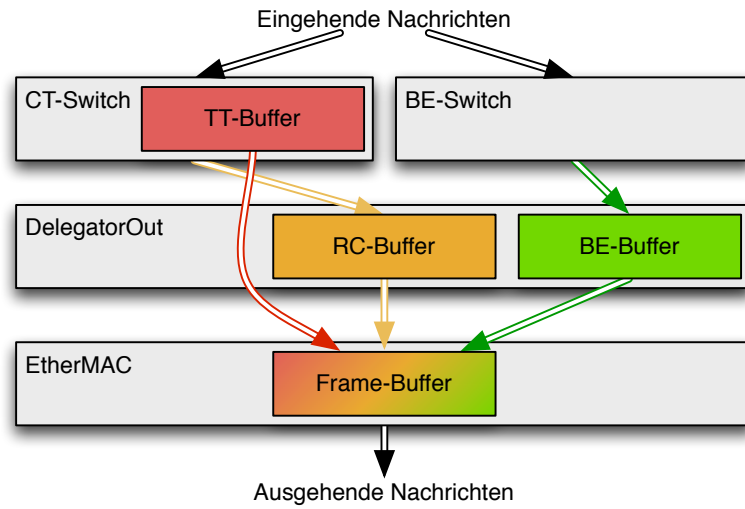 Eingehende Nachrichten
CT-Switch
TT-Buffer
BE-Switch
DelegatorOut
RC-Buffer
BE-Buffer
EtherMAC
Frame-Buffer
Ausgehende Nachrichten